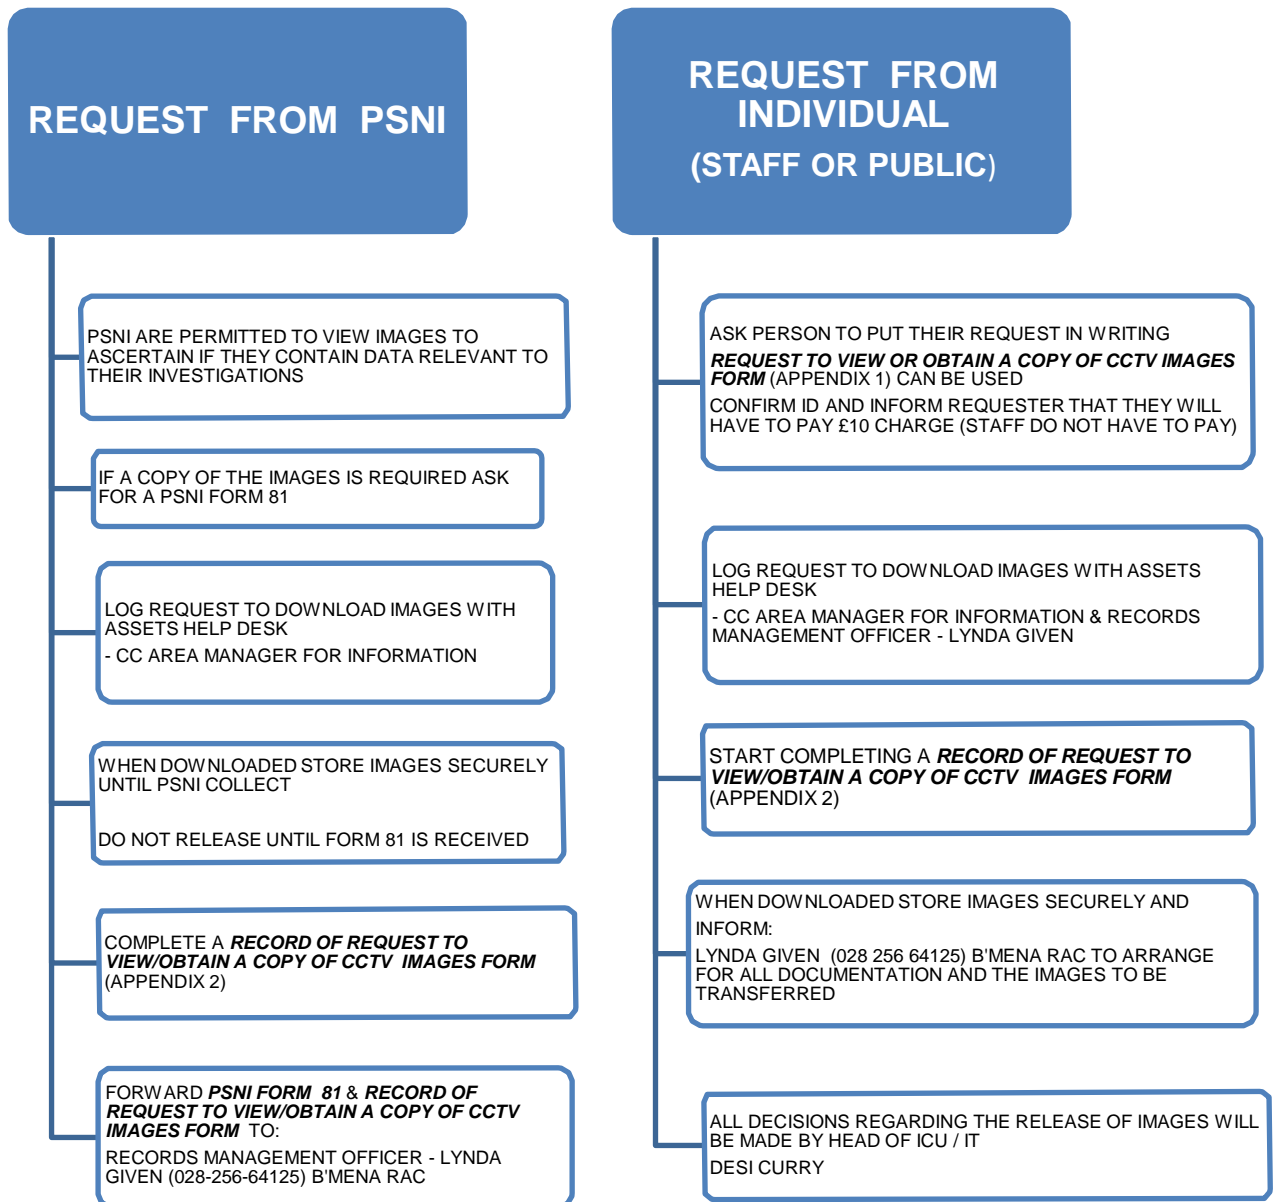 REQUEST FROM PSNI
PSNI ARE PERMITTED TO VIEW IMAGES TO
ASCERTAIN IF THEY CONTAIN DATA RELEVANT TO
THEIR INVESTIGATIONS
IF A COPY OF THE IMAGES IS REQUIRED ASK
FOR A PSNI FORM 81
LOG REQUEST TO DOWNLOAD IMAGES WITH
ASSETS HELP DESK
- CC AREA MANAGER FOR INFORMATION
WHEN DOWNLOADED STORE IMAGES SECURELY
UNTIL PSNI COLLECT
DO NOT RELEASE UNTIL FORM 81 IS RECEIVED
COMPLETE A RECORD OF REQUEST TO
VIEW/OBTAIN A COPY OF CCTV IMAGES FORM
(APPENDIX 2)
FORWARD PSNI FORM 81 & RECORD OF
REQUEST TO VIEW/OBTAIN A COPY OF CCTV
IMAGES FORM TO:
RECORDS MANAGEMENT OFFICER - LYNDA
GIVEN (028-256-64125) B'MENA RAC
REQUEST FROM
INDIVIDUAL
(STAFF OR PUBLIC)
ASK PERSON TO PUT THEIR REQUEST IN WRITING
REQUEST TO VIEW OR OBTAIN A COPY OF CCTV IMAGES
FORM (APPENDIX 1) CAN BE USED
CONFIRM ID AND INFORM REQUESTER THAT THEY WILL
HAVE TO PAY £10 CHARGE (STAFF DO NOT HAVE TO PAY)
LOG REQUEST TO DOWNLOAD IMAGES WITH ASSETS
HELP DESK
- CC AREA MANAGER FOR INFORMATION & RECORDS
MANAGEMENT OFFICER - LYNDA GIVEN
START COMPLETING A RECORD OF REQUEST TO
VIEW/OBTAIN A COPY OF CCTV IMAGES FORM
(APPENDIX 2)
WHEN DOWNLOADED STORE IMAGES SECURELY AND
INFORM:
LYNDA GIVEN (028 256 64125) B'MENA RAC TO ARRANGE
FOR ALL DOCUMENTATION AND THE IMAGES TO BE
TRANSFERRED
ALL DECISIONS REGARDING THE RELEASE OF IMAGES WILL
BE MADE BY HEAD OF ICU / IT
DESI CURRY